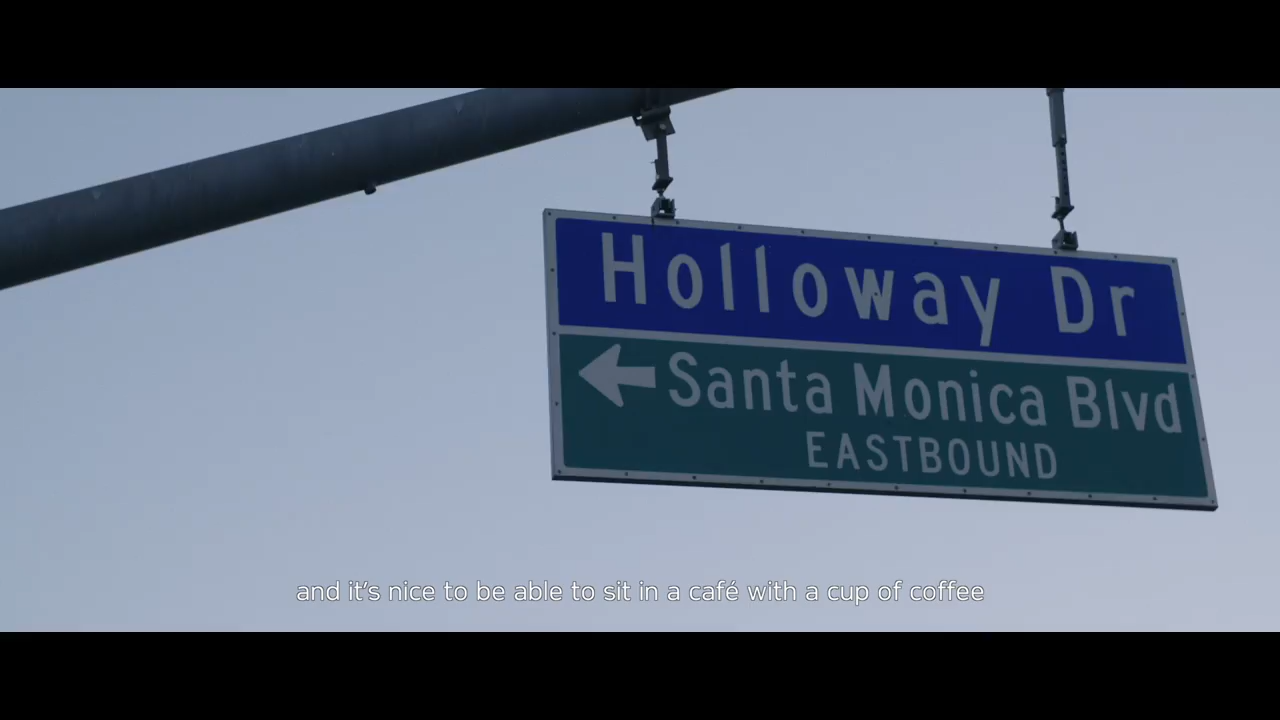 Holloway Dr
Santa Monica Blvd
EASTBOUND
and it's nice to be able to sit in a café with a cup of coffee